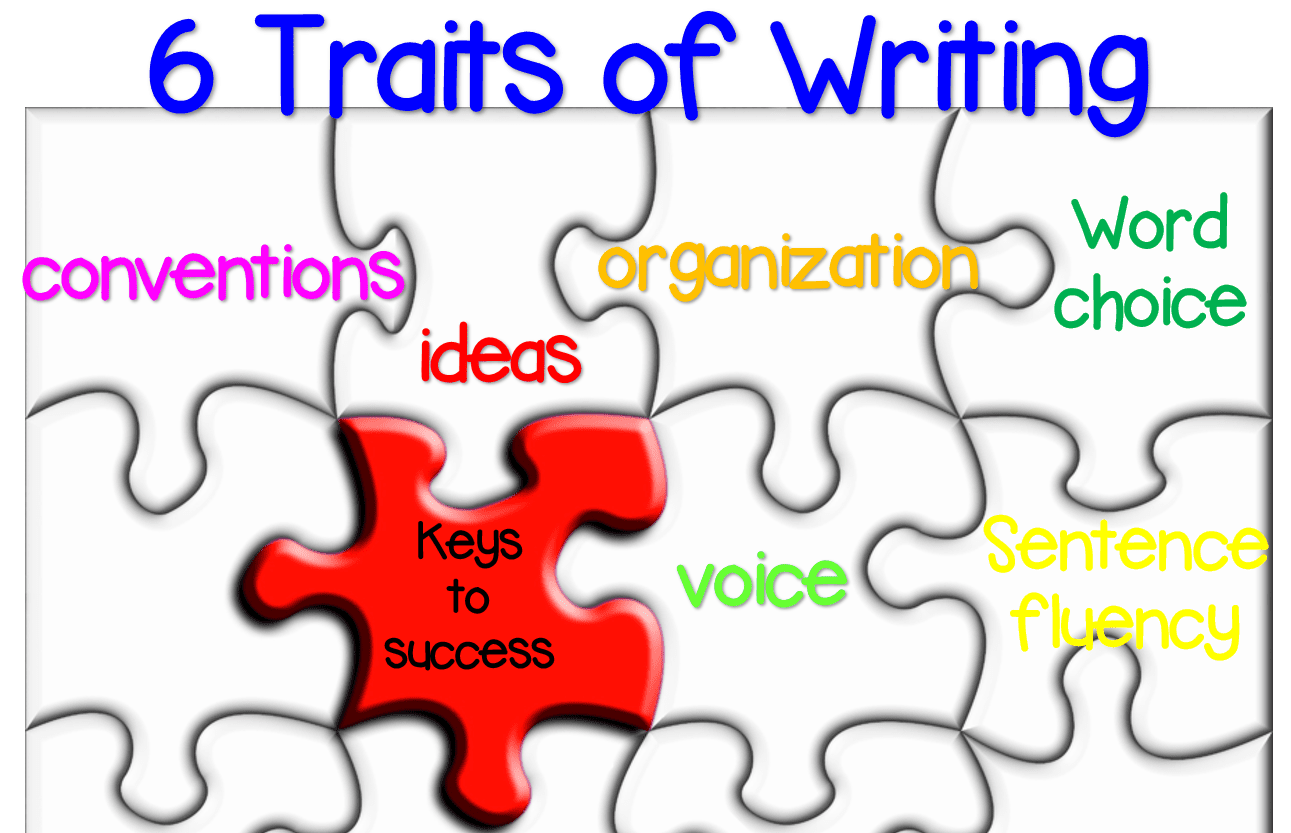 6 Traits of Writing
conventions
ideas
organization
Word
choice
Keys
to
success
voice
Sentence
fluency